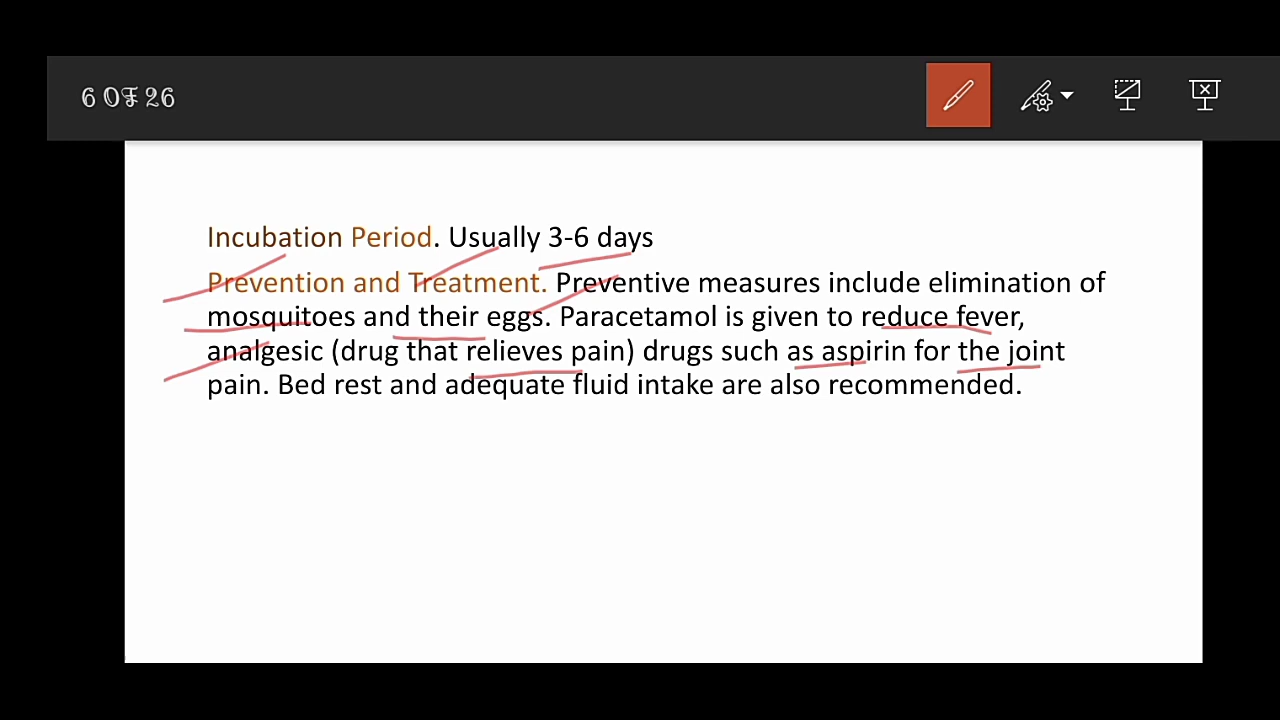 6 OF 26
Incubation Period. Usually 3-6 days
Prevention and Treatment. Preventive measures include elimination of
mosquitoes and their eggs. Paracetamol is given to reduce fever,
analgesic (drug that relieves pain) drugs such as aspirin for the joint
pain. Bed rest and adequate fluid intake are also recommended.